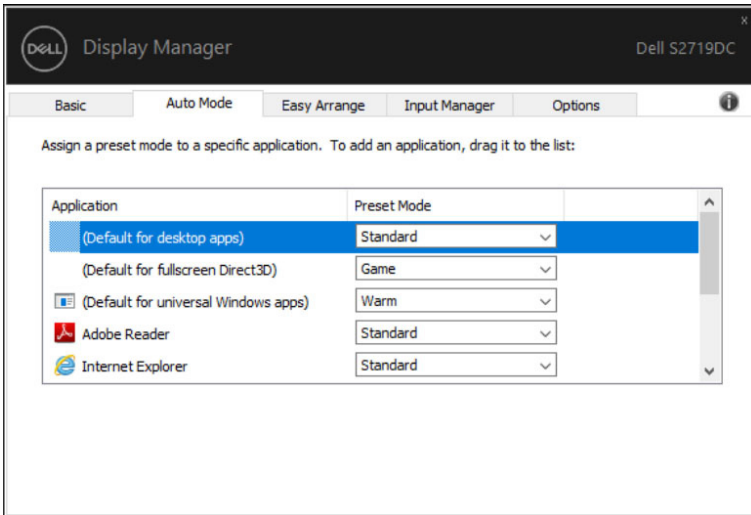 x
DELL Display Manager Dell S2719DC
Basic Auto Mode Easy Arrange Input Manager Options i
Assign a preset mode to a specific application. To add an application, drag it to the list:
Application Preset Mode
(Default for desktop apps) Standard
(Default for fullscreen Direct3D) Game
(Default for universal Windows apps) Warm
Adobe Reader Standard
Internet Explorer Standard